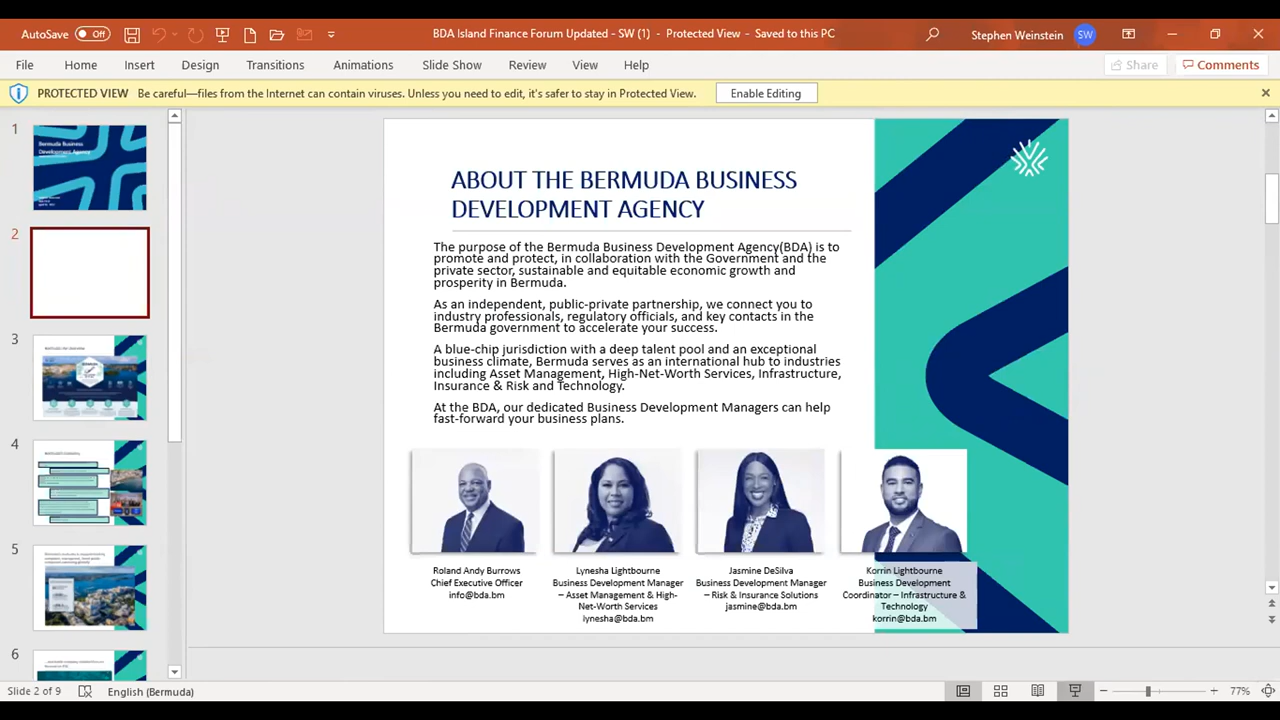 AutoSave Off
BDA Island Finance Forum Updated - SW (1) - Protected View - Saved to this PC
Stephen Weinstein SW
File Home Insert Design Transitions Animations Slide Show Review View Help
Share Comments
PROTECTED VIEW Be careful—files from the Internet can contain viruses. Unless you need to edit, it's safer to stay in Protected View. Enable Editing
1
Bermuda Business
Development Agency
2
3
4
5
6
ABOUT THE BERMUDA BUSINESS
DEVELOPMENT AGENCY
The purpose of the Bermuda Business Development Agency(BDA) is to
promote and protect, in collaboration with the Government and the
private sector, sustainable and equitable economic growth and
prosperity in Bermuda.
As an independent, public-private partnership, we connect you to
industry professionals, regulatory officials, and key contacts in the
Bermuda government to accelerate your success.
A blue-chip jurisdiction with a deep talent pool and an exceptional
business climate, Bermuda serves as an international hub to industries
including Asset Management, High-Net-Worth Services, Infrastructure,
Insurance & Risk and Technology.
At the BDA, our dedicated Business Development Managers can help
fast-forward your business plans.
Roland Andy Burrows
Chief Executive Officer
info@bda.bm
Lynesha Lightbourne
Business Development Manager
– Asset Management & High-
Net-Worth Services
lynesha@bda.bm
Jasmine DeSilva
Business Development Manager
– Risk & Insurance Solutions
jasmine@bda.bm
Korrin Lightbourne
Business Development
Coordinator – Infrastructure &
Technology
korrin@bda.bm
Slide 2 of 9 English (Bermuda)
77%